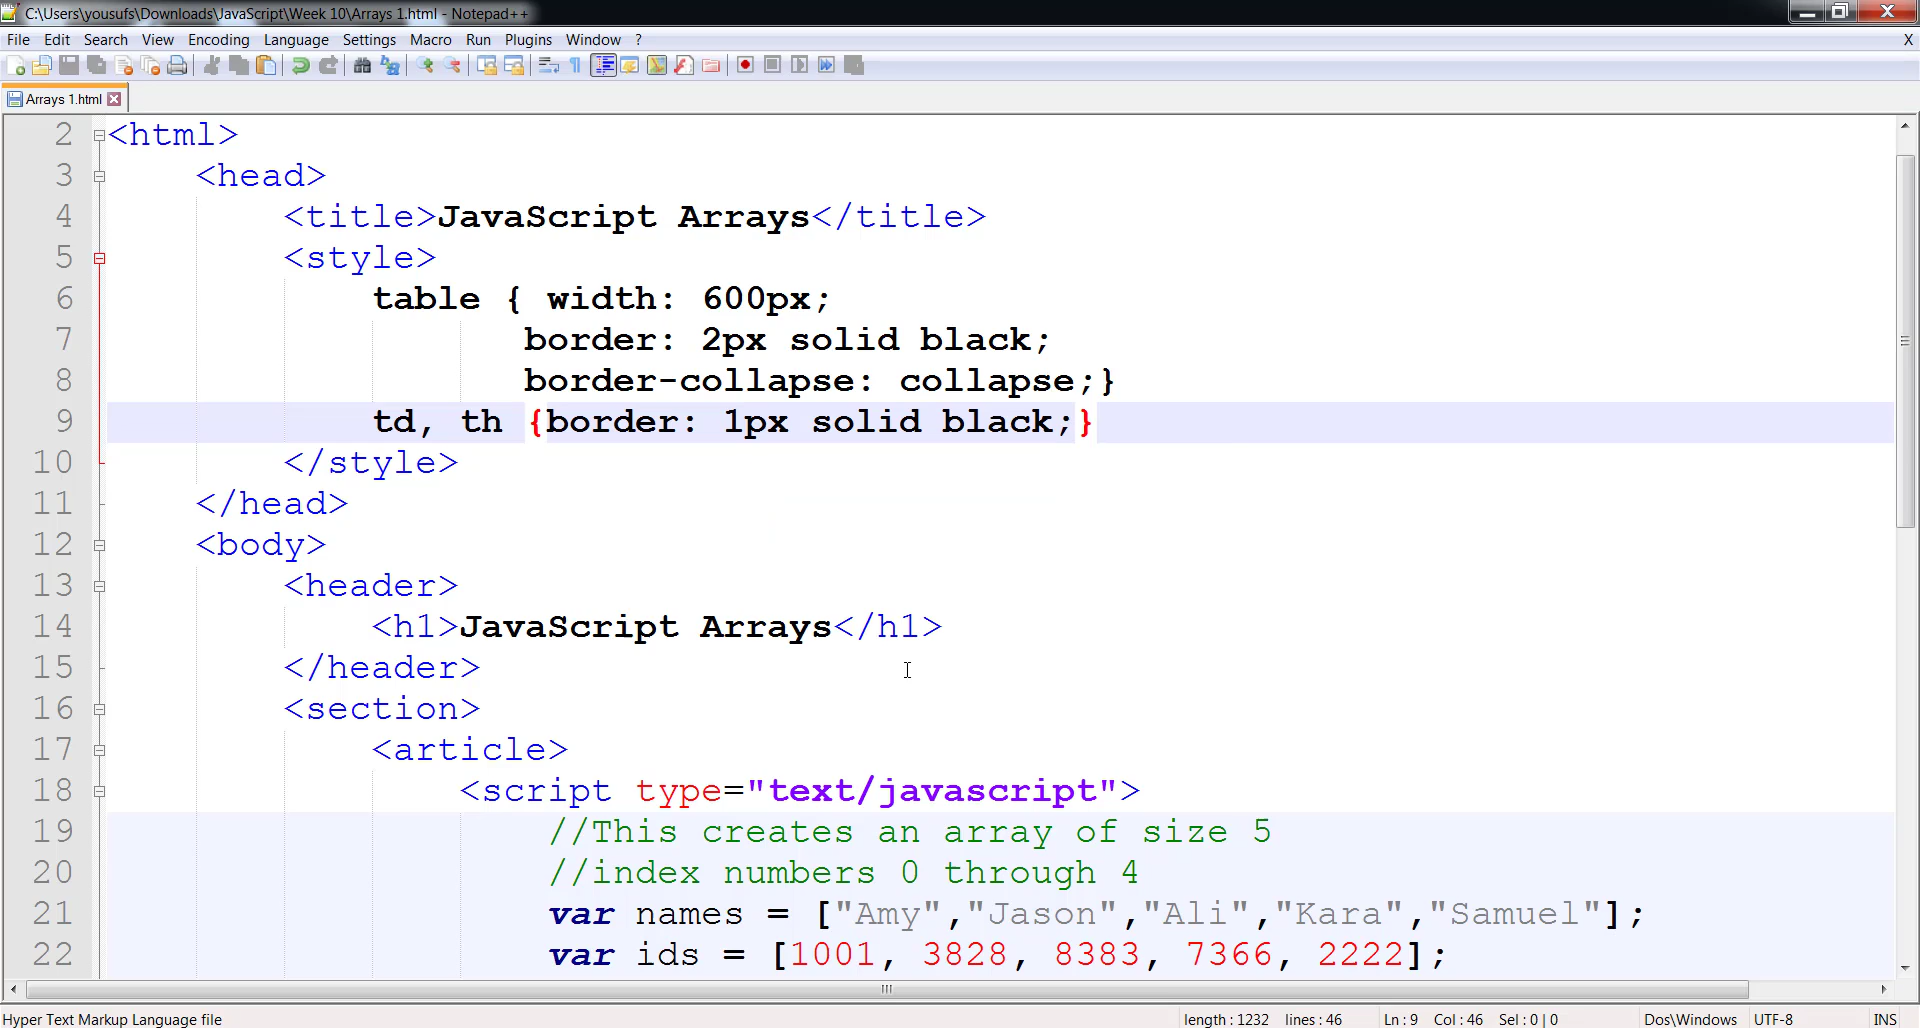 C:\Users\yousufs\Downloads\JavaScript\Week 10\Arrays 1.html - Notepad++
File Edit Search View Encoding Language Settings Macro Run Plugins Window ? X
Arrays 1.html
2 <html>
3 <head>
4 <title>JavaScript Arrays</title>
5 <style>
6 table { width: 600px;
7 border: 2px solid black;
8 border-collapse: collapse;}
9 td, th {border: 1px solid black;}
10 </style>
11 </head>
12 <body>
13 <header>
14 <h1>JavaScript Arrays</h1>
15 </header>
16 <section>
17 <article>
18 <script type="text/javascript">
19 //This creates an array of size 5
20 //index numbers 0 through 4
21 var names = ["Amy","Jason","Ali","Kara","Samuel"];
22 var ids = [1001, 3828, 8383, 7366, 2222];
Hyper Text Markup Language file length : 1232 lines : 46 Ln : 9 Col : 46 Sel : 0 | 0 Dos\Windows UTF-8 INS